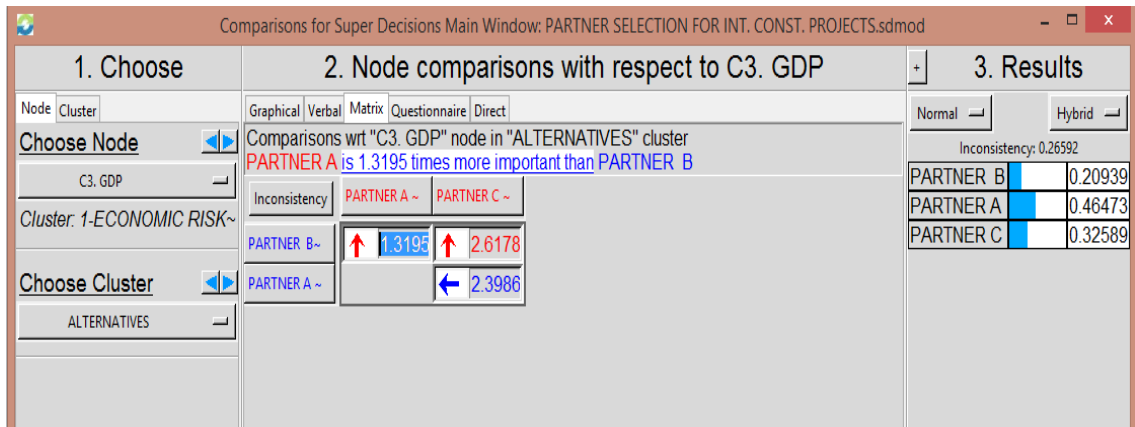 Comparisons for Super Decisions Main Window: PARTNER SELECTION FOR INT. CONST. PROJECTS.sdmod
1. Choose
Node Cluster
Choose Node
C3. GDP
Cluster: 1-ECONOMIC RISK~
Choose Cluster
ALTERNATIVES
2. Node comparisons with respect to C3. GDP
Graphical Verbal Matrix Questionnaire Direct
Comparisons wrt "C3. GDP" node in "ALTERNATIVES" cluster
PARTNER A is 1.3195 times more important than PARTNER B
Inconsistency PARTNER A ~ PARTNER C ~
PARTNER B~ 1.3195 2.6178
PARTNER A ~ 2.3986
+ 3. Results
Normal Hybrid
Inconsistency: 0.26592
PARTNER B 0.20939
PARTNER A 0.46473
PARTNER C 0.32589